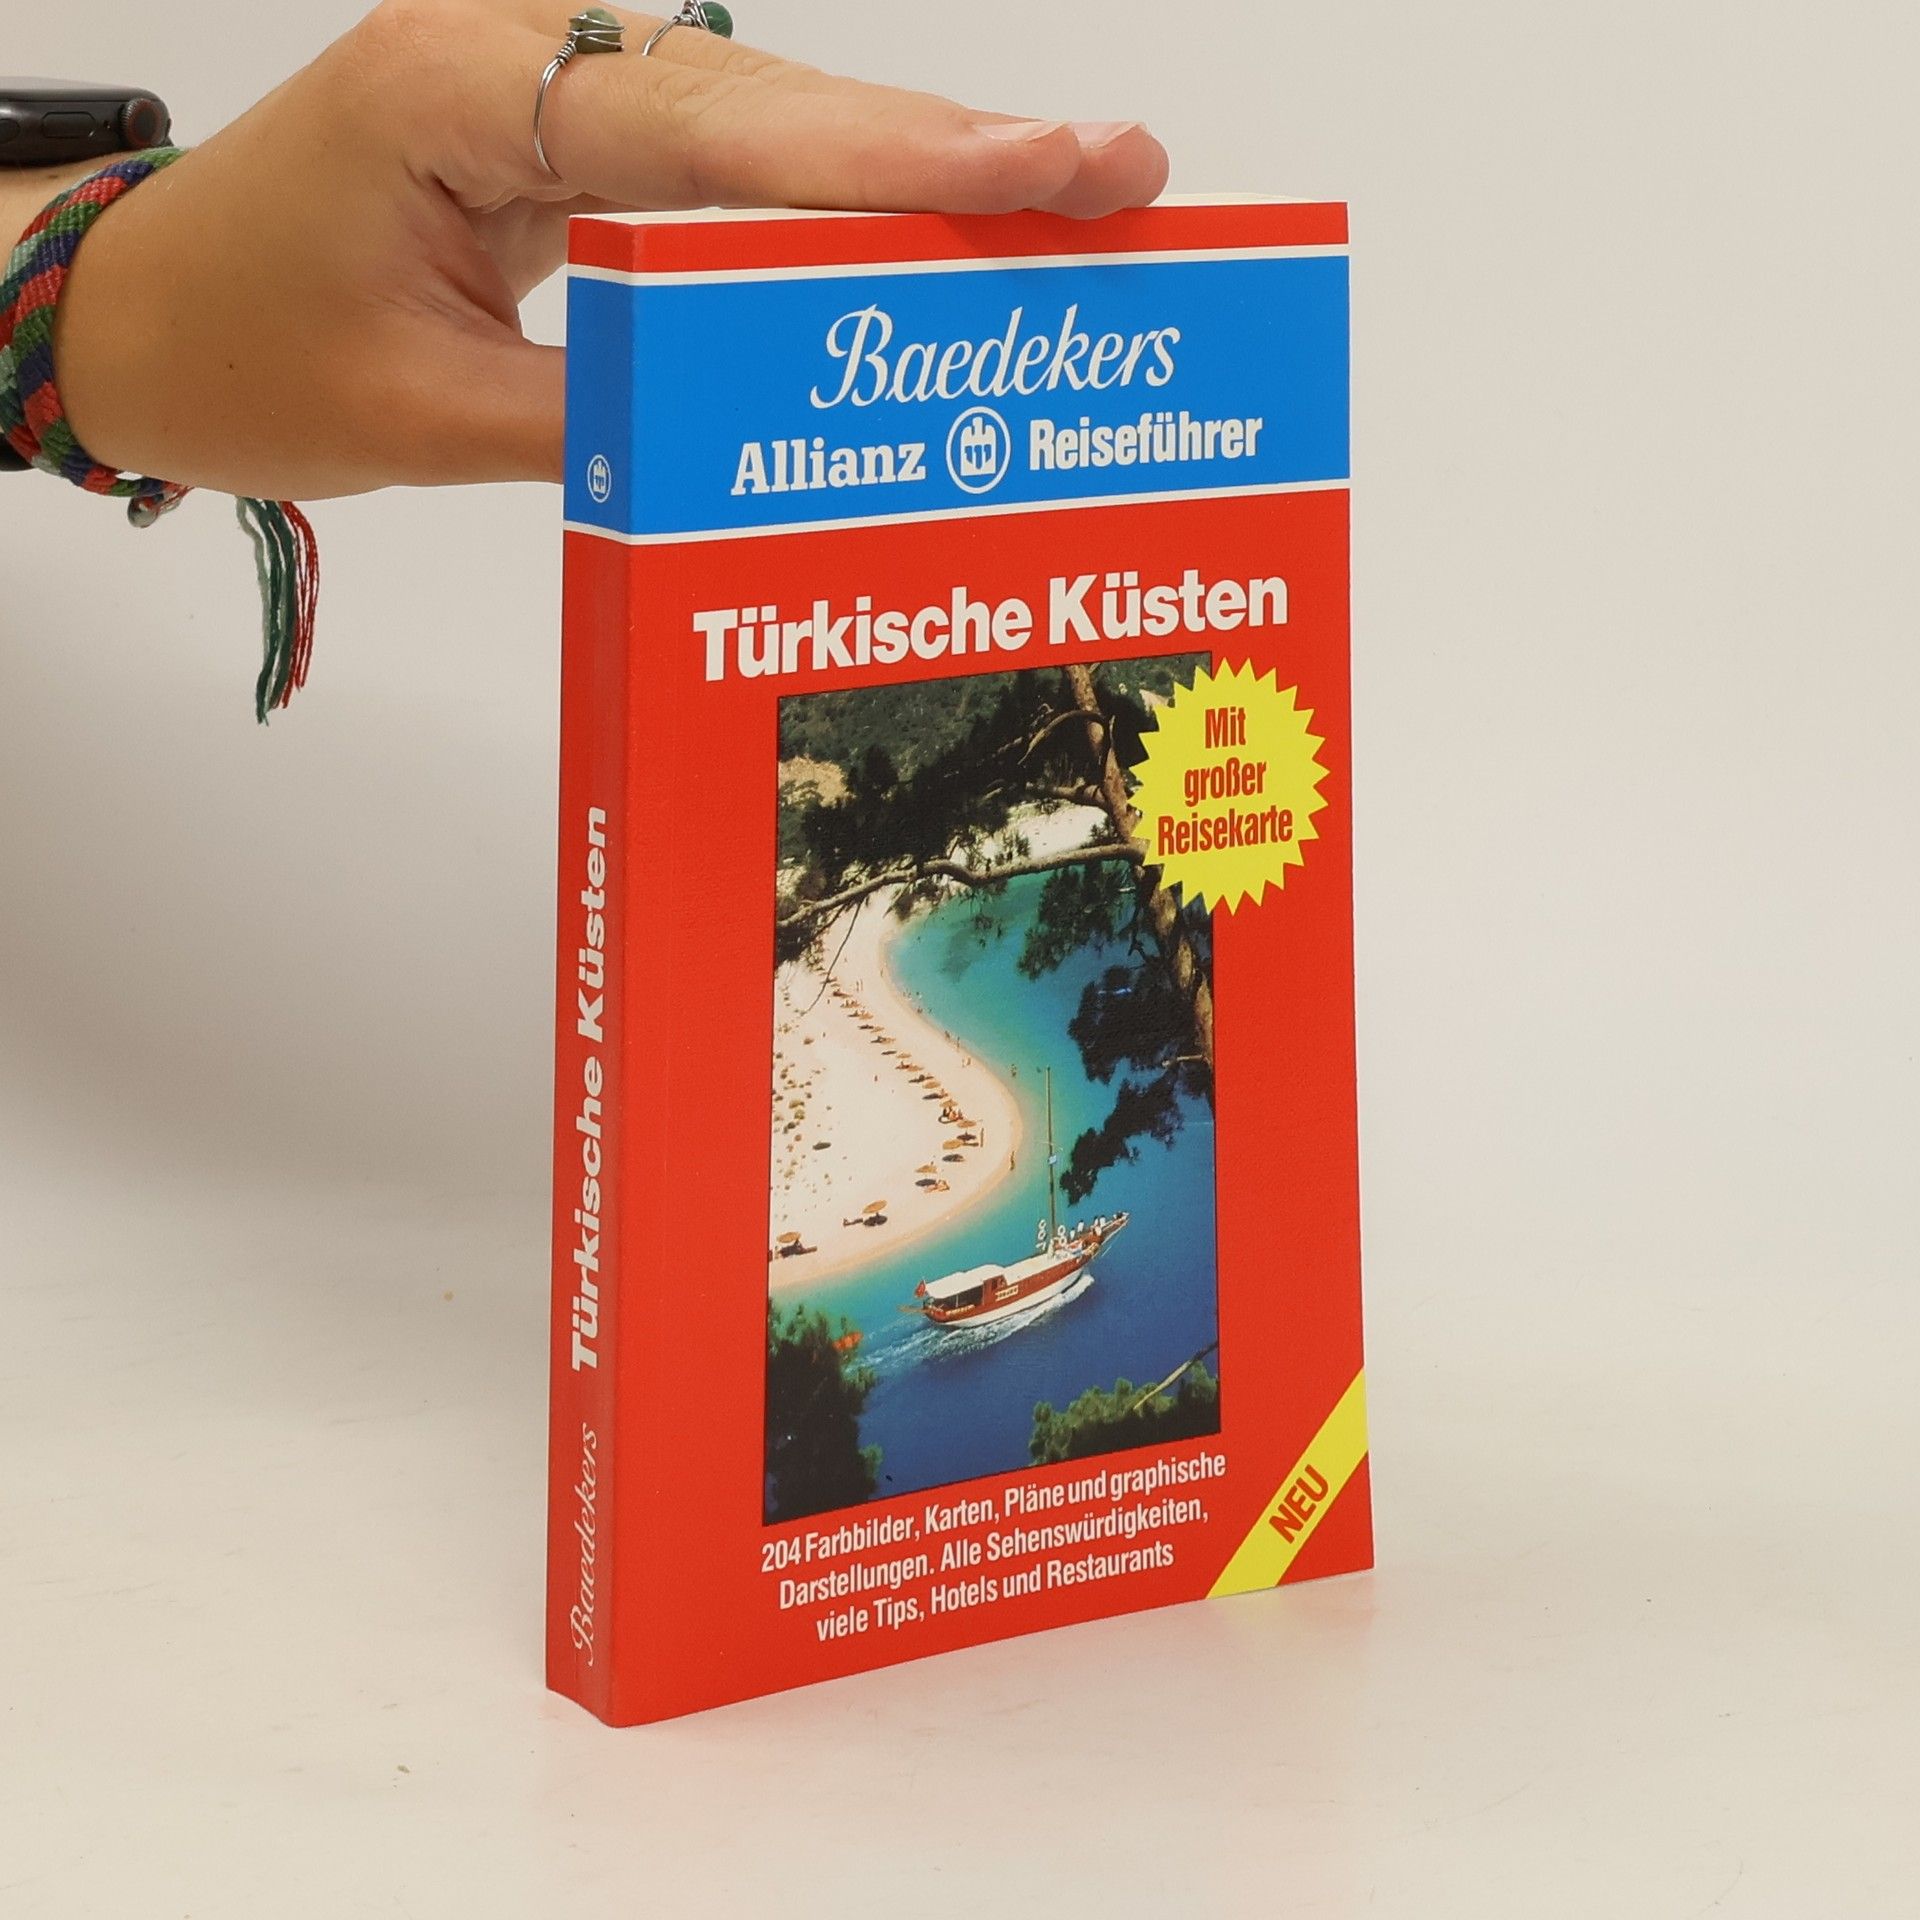 Baedekers
Allianz Reiseführer
Türkische Küsten
Mit
großer
Reisekarte
204 Farbbilder, Karten, Pläne und graphische
Darstellungen. Alle Sehenswürdigkeiten,
viele Tips, Hotels und Restaurants
NEU
Baedekers Türkische Küsten